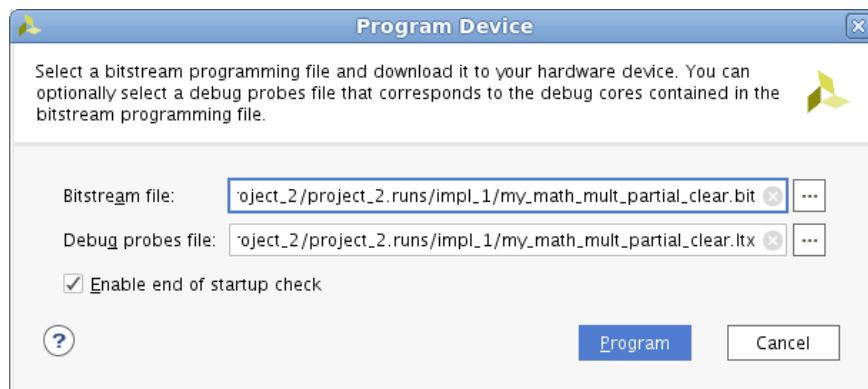 Program Device
Select a bitstream programming file and download it to your hardware device. You can
optionally select a debug probes file that corresponds to the debug cores contained in the
bitstream programming file.
Bitstream file: roject_2/project_2.runs/impl_1/my_math_mult_partial_clear.bit ...
Debug probes file: roject_2/project_2.runs/impl_1/my_math_mult_partial_clear.ltx ...
Enable end of startup check
? Program Cancel